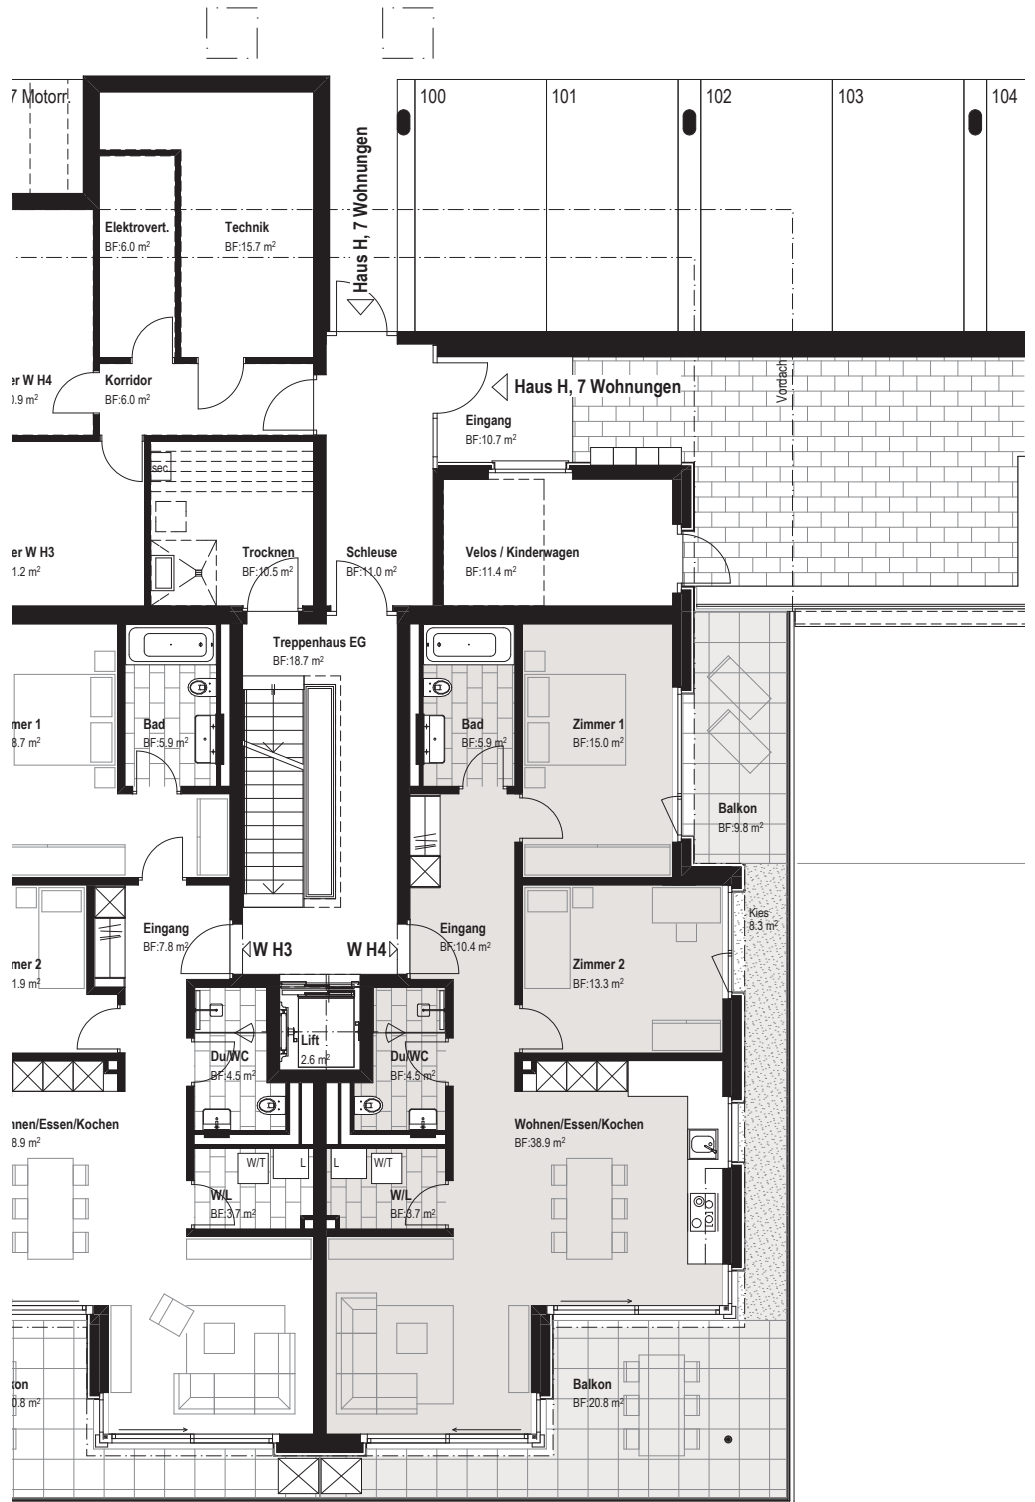 7 Motorr.
100
101
102
103
104
Haus H, 7 Wohnungen
Elektrovert.
BF:6.0 m²
Technik
BF:15.7 m²
er W H4
0.9 m²
Korridor
BF:6.0 m²
Haus H, 7 Wohnungen
Vordach
Eingang
BF:10.7 m²
sec
er W H3
1.2 m²
Trocknen
BF:10.5 m²
Schleuse
BF:11.0 m²
Velos / Kinderwagen
BF:11.4 m²
Treppenhaus EG
BF:18.7 m²
mer 1
8.7 m²
Bad
BF:5.9 m²
Bad
BF:5.9 m²
Zimmer 1
BF:15.0 m²
Balkon
BF:9.8 m²
Kies
8.3 m²
Eingang
BF:7.8 m²
W H3
W H4
Eingang
BF:10.4 m²
mer 2
1.9 m²
Zimmer 2
BF:13.3 m²
Lift
2.6 m²
Du/WC
BF:4.5 m²
Du/WC
BF:4.5 m²
hnen/Essen/Kochen
8.9 m²
Wohnen/Essen/Kochen
BF:38.9 m²
W/T
L
L
W/T
W/L
BF:3.7 m²
W/L
BF:3.7 m²
kon
0.8 m²
Balkon
BF:20.8 m²